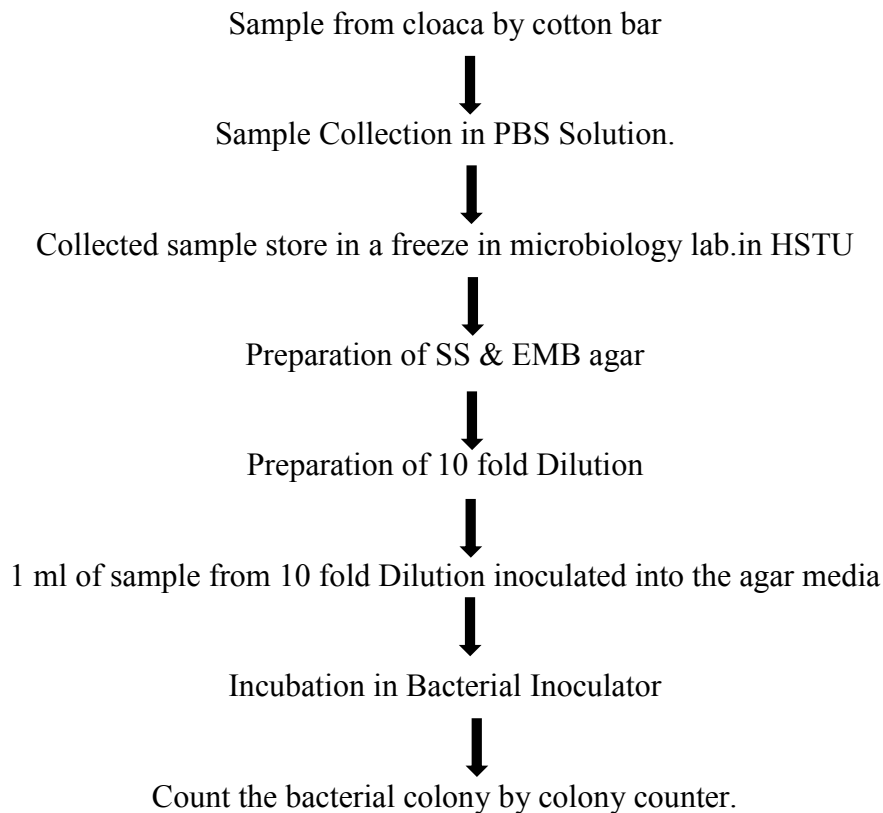 Sample from cloaca by cotton bar
Sample Collection in PBS Solution.
Collected sample store in a freeze in microbiology lab.in HSTU
Preparation of SS & EMB agar
Preparation of 10 fold Dilution
1 ml of sample from 10 fold Dilution inoculated into the agar media
Incubation in Bacterial Inoculator
Count the bacterial colony by colony counter.